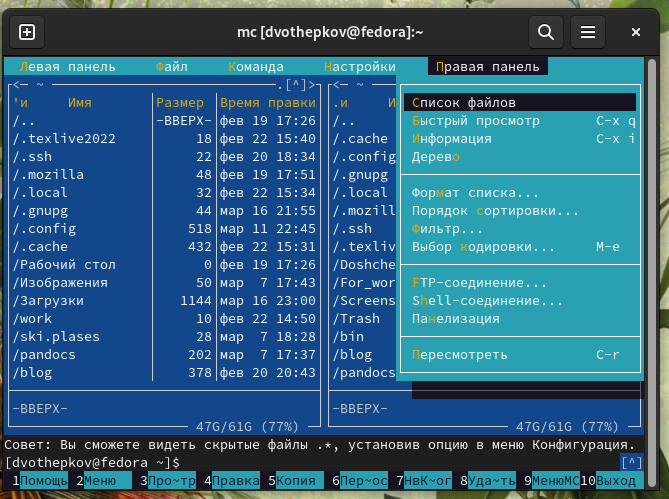 mc [dvothepkov@fedora]:~
Левая панель Файл Команда Настройки Правая панель
<— ~ .[^]> <— ~
'и Имя Размер Время правки .и И
/.. -ВВЕРХ- фев 19 17:26 /..
/.texlive2022 18 фев 22 15:40 /.cache
/.ssh 22 фев 20 18:34 /.config
/.mozilla 48 фев 19 17:51 /.gnupg
/.local 32 фев 22 15:34 /.local
/.gnupg 44 мар 16 21:55 /.mozill
/.config 518 мар 11 22:45 /.ssh
/.cache 432 фев 22 15:31 /.texliv
/Рабочий стол 0 фев 19 17:26 /Doshche
/Изображения 50 мар 7 17:43 /For_wor
/Загрузки 1144 мар 16 23:00 /Screens
/work 10 фев 22 14:50 /Trash
/ski.plases 28 мар 7 18:28 /bin
/pandocs 202 мар 7 17:37 /blog
/blog 378 фев 20 20:43 /pandocs
Список файлов
Быстрый просмотр C-x q
Информация C-x i
Дерево
Формат списка...
Порядок сортировки...
Фильтр...
Выбор кодировки... M-e
FTP-соединение...
Shell-соединение...
Панелизация
Пересмотреть C-r
-ВВЕРХ- -ВВЕРХ-
47G/61G (77%) 47G/61G (77%)
Совет: Вы сможете видеть скрытые файлы .*, установив опцию в меню Конфигурация.
[dvothepkov@fedora ~]$ [^]
1Помощь 2Меню 3Про~тр 4Правка 5Копия 6Пер~ос 7НвК~ог 8Уда~ть 9МенюМС 10Выход